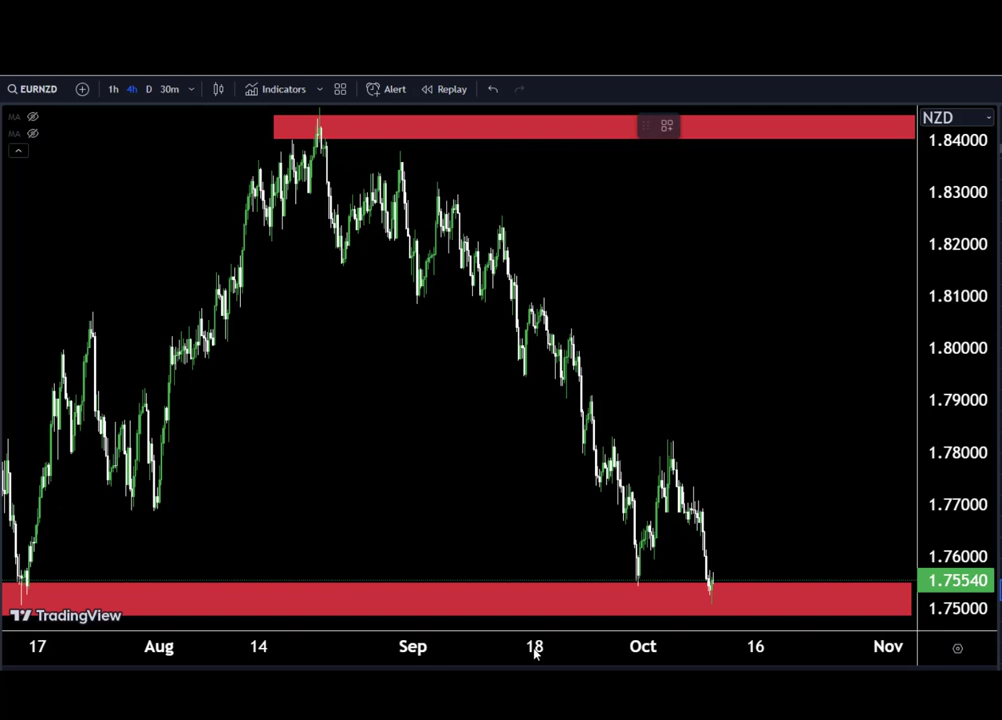 EURNZD 1h 4h D 30m Indicators Alert Replay
MA
MA
NZD
1.84000
1.83000
1.82000
1.81000
1.80000
1.79000
1.78000
1.77000
1.76000
1.75540
1.75000
TradingView
17 Aug 14 Sep 18 Oct 16 Nov